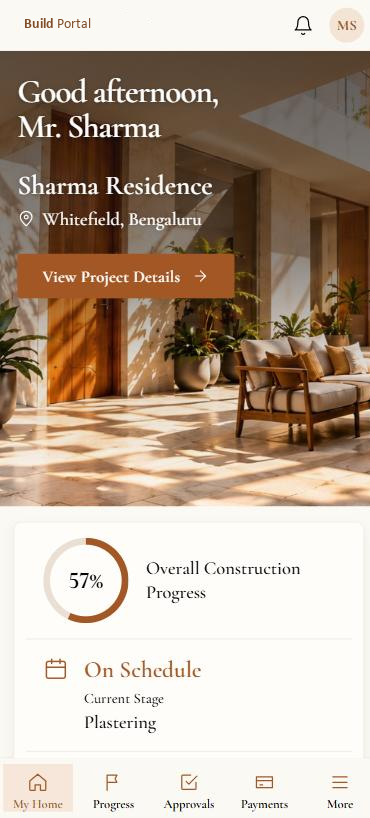 Build Portal
MS
Good afternoon,
Mr. Sharma
Sharma Residence
Whitefield, Bengaluru
View Project Details
57%
Overall Construction
Progress
On Schedule
Current Stage
Plastering
My Home
Progress
Approvals
Payments
More